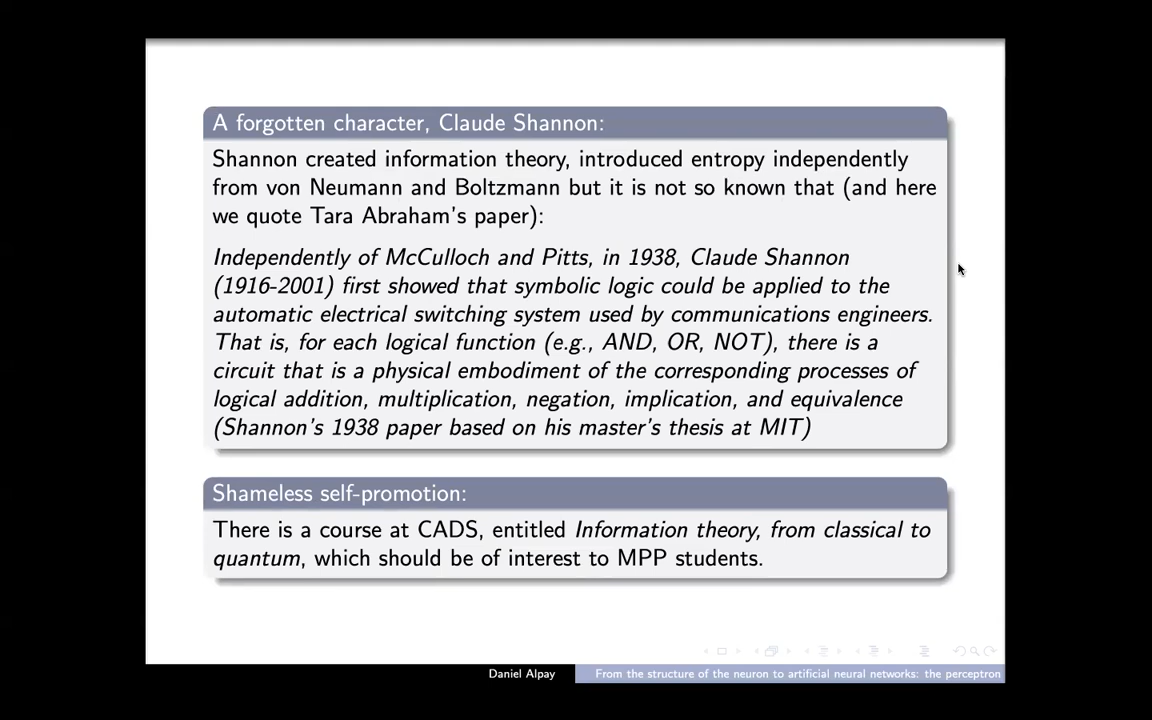 A forgotten character, Claude Shannon:
Shannon created information theory, introduced entropy independently
from von Neumann and Boltzmann but it is not so known that (and here
we quote Tara Abraham's paper):
Independently of McCulloch and Pitts, in 1938, Claude Shannon
(1916-2001) first showed that symbolic logic could be applied to the
automatic electrical switching system used by communications engineers.
That is, for each logical function (e.g., AND, OR, NOT), there is a
circuit that is a physical embodiment of the corresponding processes of
logical addition, multiplication, negation, implication, and equivalence
(Shannon's 1938 paper based on his master's thesis at MIT)
Shameless self-promotion:
There is a course at CADS, entitled Information theory, from classical to
quantum, which should be of interest to MPP students.
Daniel Alpay
From the structure of the neuron to artificial neural networks: the perceptron